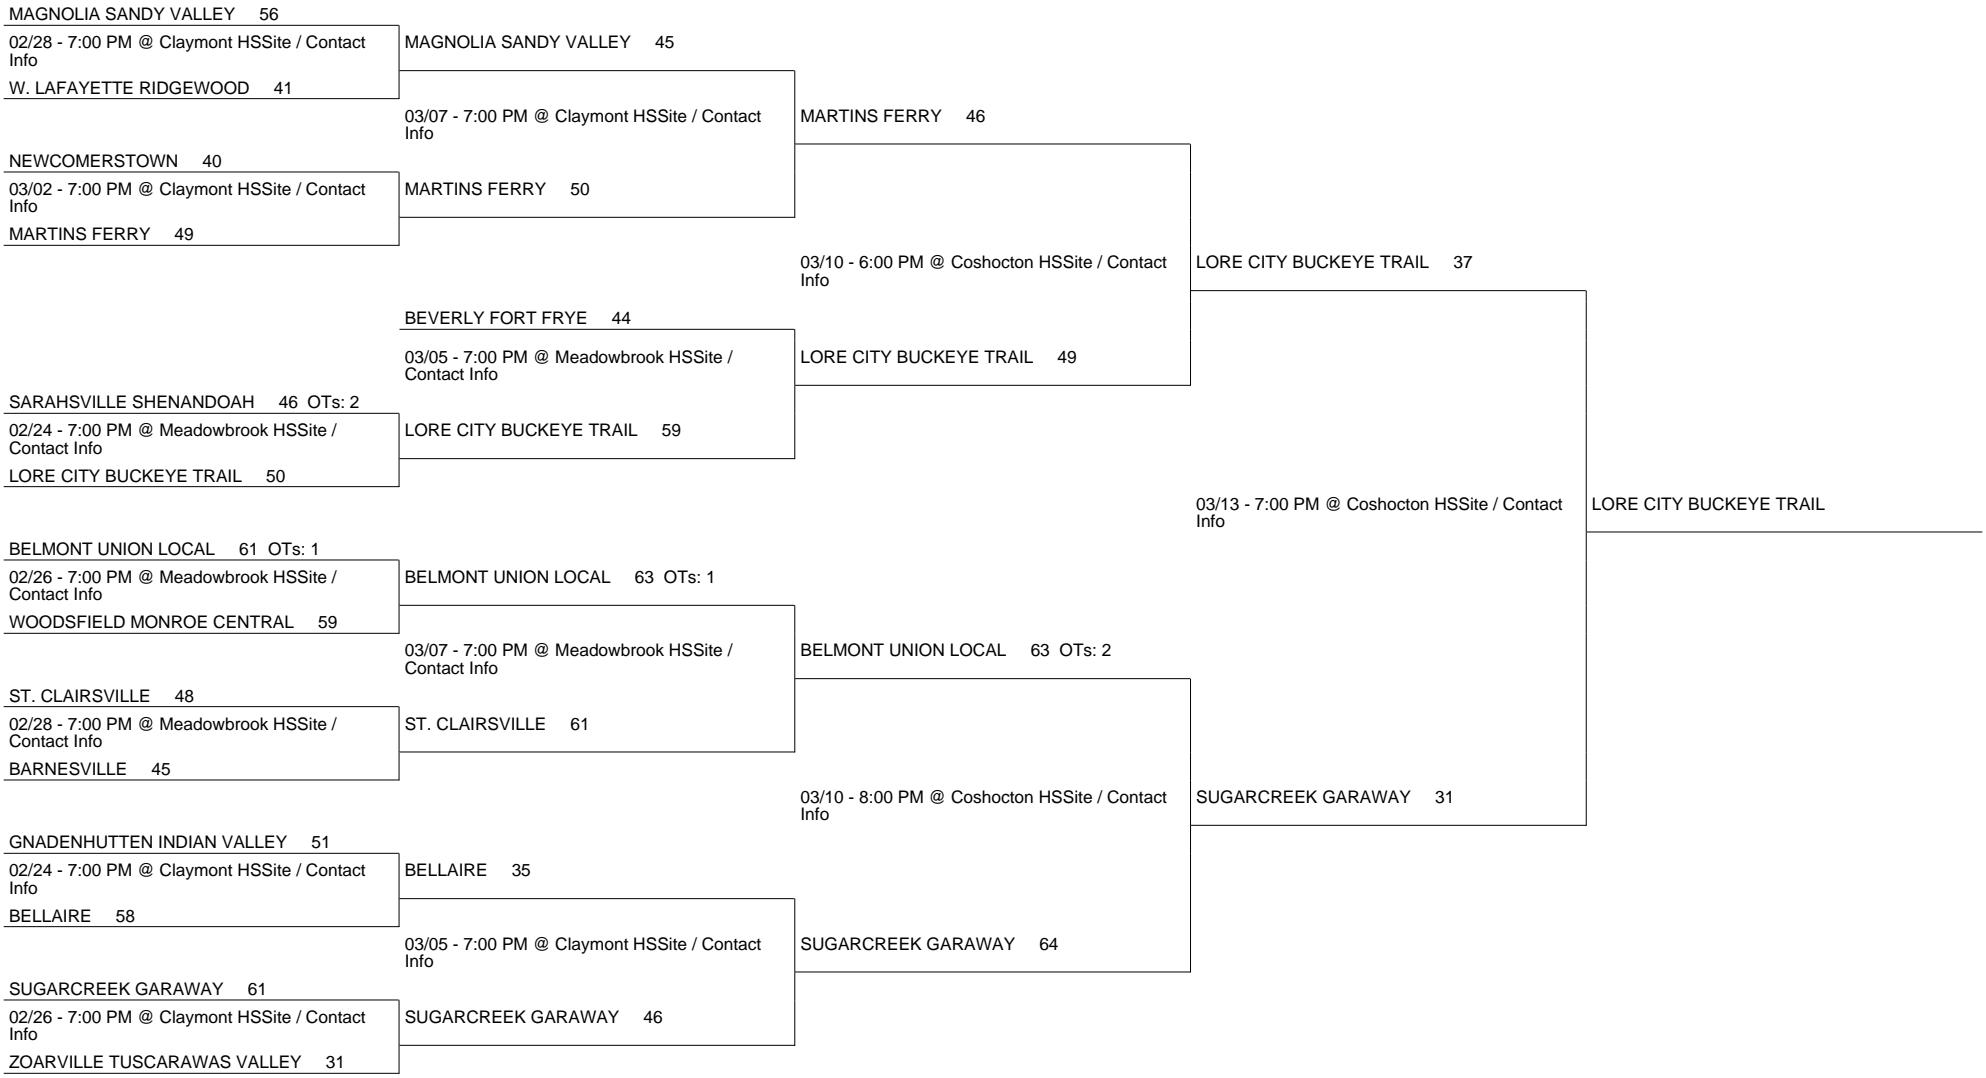 MAGNOLIA SANDY VALLEY 56
02/28 - 7:00 PM @ Claymont HSSite / Contact
Info
W. LAFAYETTE RIDGEWOOD 41
NEWCOMERSTOWN 40
03/02 - 7:00 PM @ Claymont HSSite / Contact
Info
MARTINS FERRY 49
SARAHSVILLE SHENANDOAH 46 OTs: 2
02/24 - 7:00 PM @ Meadowbrook HSSite /
Contact Info
LORE CITY BUCKEYE TRAIL 50
BELMONT UNION LOCAL 61 OTs: 1
02/26 - 7:00 PM @ Meadowbrook HSSite /
Contact Info
WOODSFIELD MONROE CENTRAL 59
ST. CLAIRSVILLE 48
02/28 - 7:00 PM @ Meadowbrook HSSite /
Contact Info
BARNESVILLE 45
GNADENHUTTEN INDIAN VALLEY 51
02/24 - 7:00 PM @ Claymont HSSite / Contact
Info
BELLAIRE 58
SUGARCREEK GARAWAY 61
02/26 - 7:00 PM @ Claymont HSSite / Contact
Info
ZOARVILLE TUSCARAWAS VALLEY 31
MAGNOLIA SANDY VALLEY 45
03/07 - 7:00 PM @ Claymont HSSite / Contact
Info
MARTINS FERRY 50
BEVERLY FORT FRYE 44
03/05 - 7:00 PM @ Meadowbrook HSSite /
Contact Info
LORE CITY BUCKEYE TRAIL 59
BELMONT UNION LOCAL 63 OTs: 1
03/07 - 7:00 PM @ Meadowbrook HSSite /
Contact Info
ST. CLAIRSVILLE 61
BELLAIRE 35
03/05 - 7:00 PM @ Claymont HSSite / Contact
Info
SUGARCREEK GARAWAY 46
MARTINS FERRY 46
03/10 - 6:00 PM @ Coshocton HSSite / Contact
Info
LORE CITY BUCKEYE TRAIL 49
BELMONT UNION LOCAL 63 OTs: 2
03/10 - 8:00 PM @ Coshocton HSSite / Contact
Info
SUGARCREEK GARAWAY 64
LORE CITY BUCKEYE TRAIL 37
03/13 - 7:00 PM @ Coshocton HSSite / Contact
Info
SUGARCREEK GARAWAY 31
LORE CITY BUCKEYE TRAIL